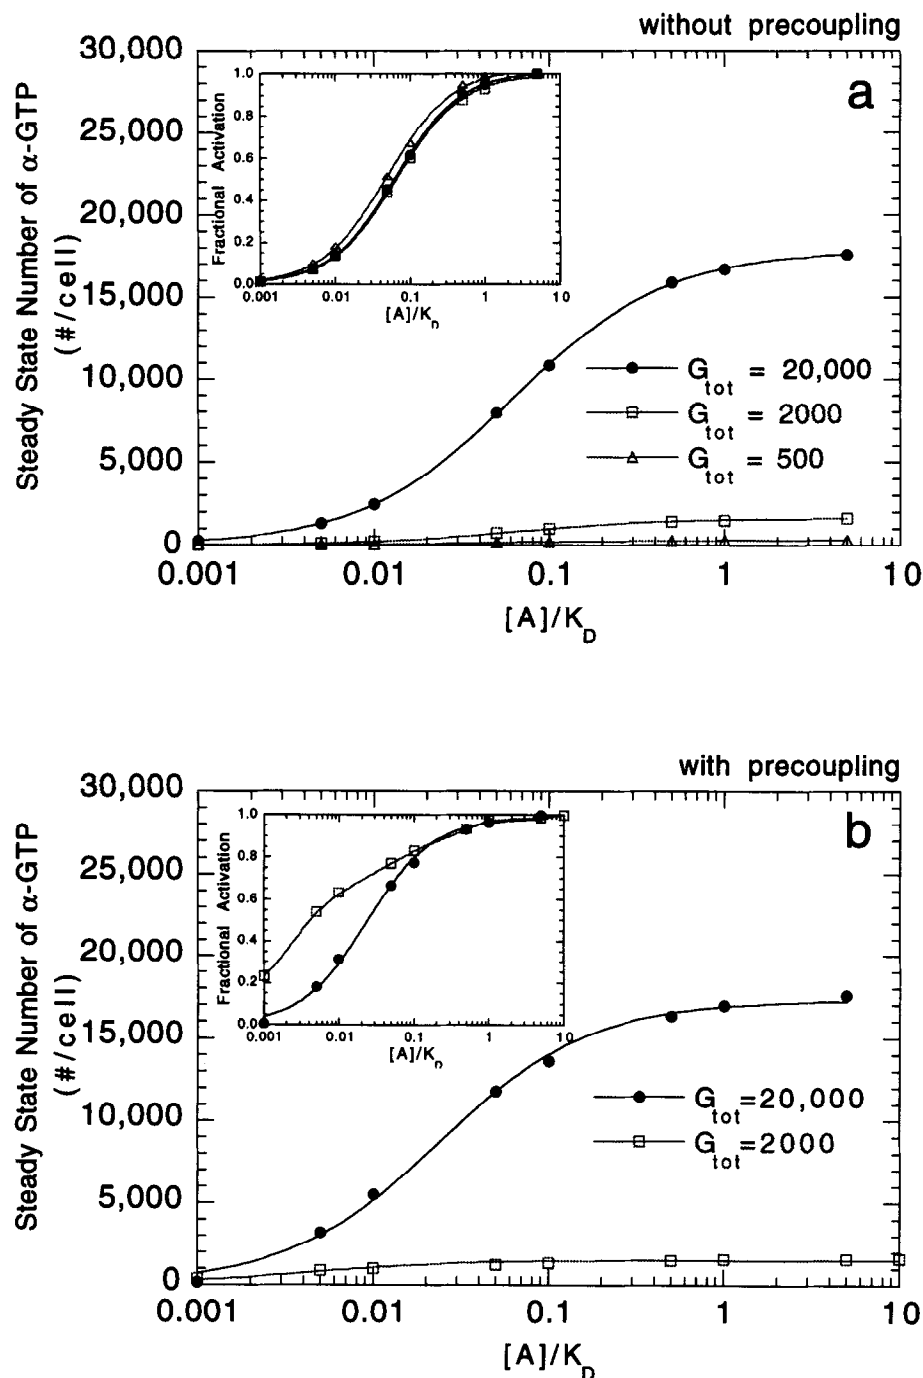 without precoupling
a
Steady State Number of α-GTP
(#/cell)
30,000
25,000
20,000
15,000
10,000
5,000
0
0.001
0.01
0.1
1
10
[A]/K_D
Fractional Activation
1.0
0.8
0.6
0.4
0.2
0.0
0.001
0.01
0.1
1
10
[A]/K_D
G_tot = 20,000
G_tot = 2000
G_tot = 500
with precoupling
b
Steady State Number of α-GTP
(#/cell)
30,000
25,000
20,000
15,000
10,000
5,000
0
0.001
0.01
0.1
1
10
[A]/K_D
Fractional Activation
1.0
0.8
0.6
0.4
0.2
0.0
0.001
0.01
0.1
1
10
[A]/K_D
G_tot=20,000
G_tot=2000